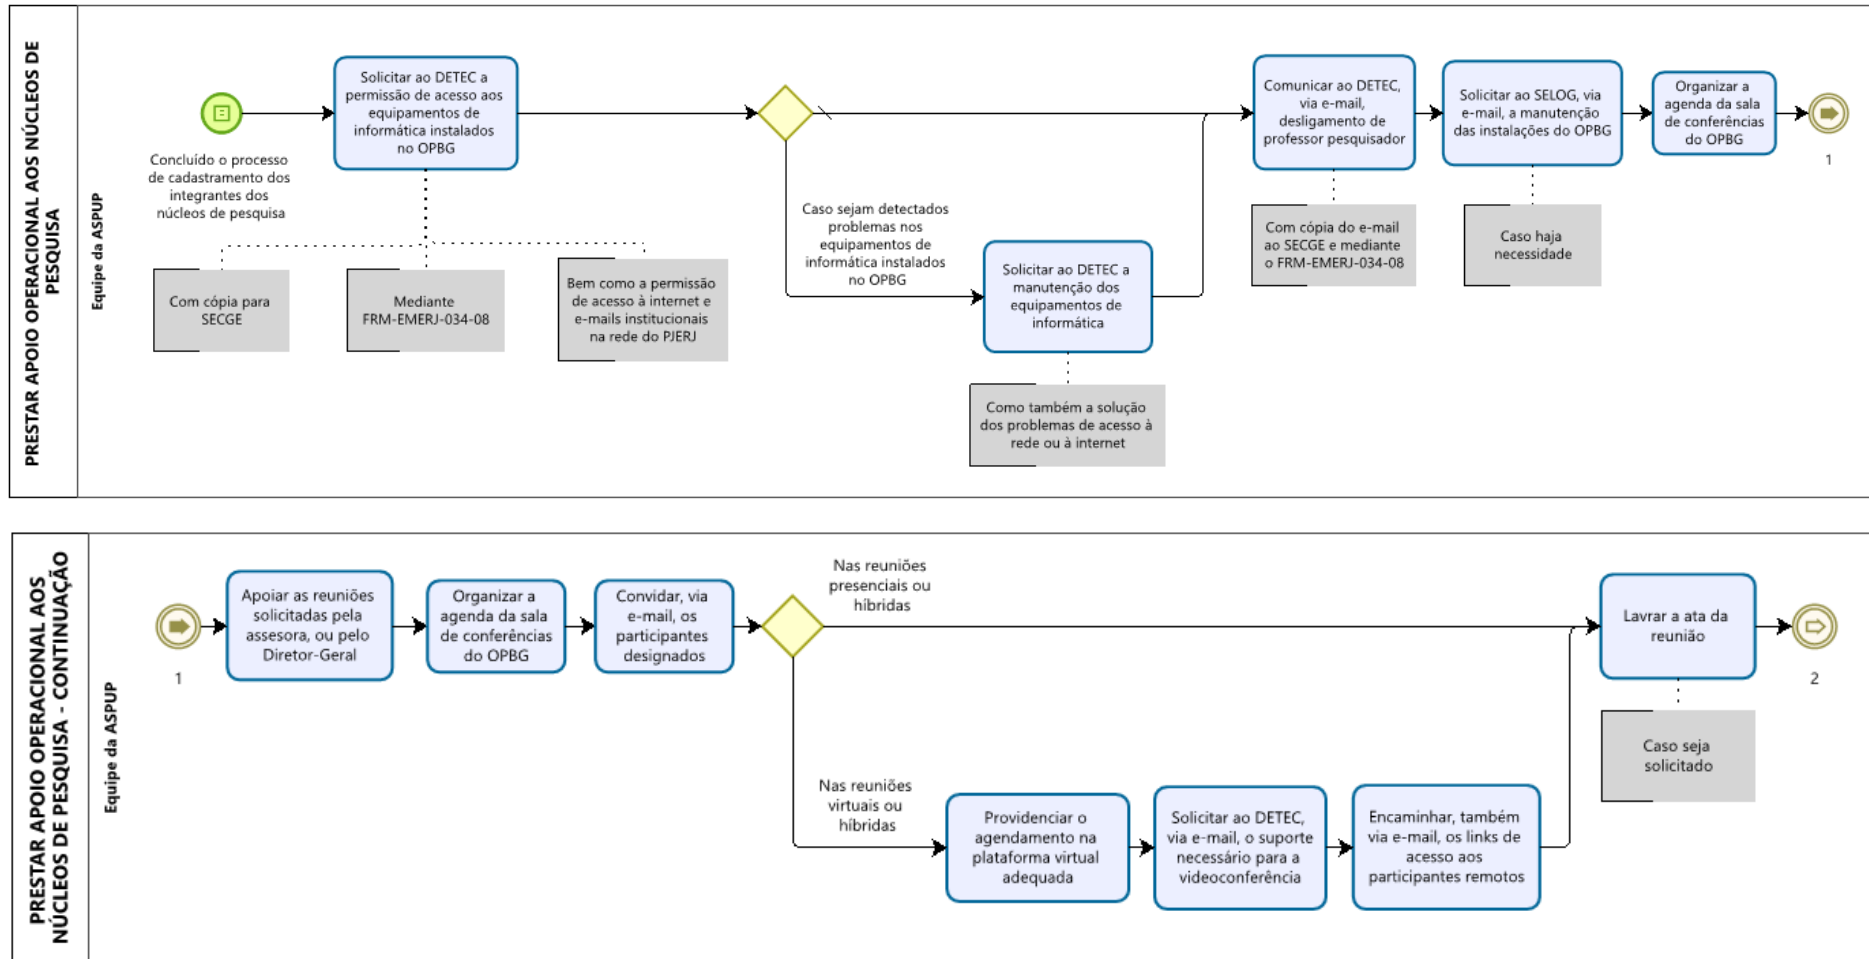 PRESTAR APOIO OPERACIONAL AOS NÚCLEOS DE
PESQUISA
Equipe da ASPUP
Concluído o processo
de cadastramento dos
integrantes dos
núcleos de pesquisa
Solicitar ao DETEC a
permissão de acesso aos
equipamentos de
informática instalados
no OPBG
Com cópia para
SECGE
Mediante
FRM-EMERJ-034-08
Bem como a permissão
de acesso à internet e
e-mails institucionais
na rede do PJERJ
Caso sejam detectados
problemas nos
equipamentos de
informática instalados
no OPBG
Solicitar ao DETEC a
manutenção dos
equipamentos de
informática
Como também a solução
dos problemas de acesso à
rede ou à internet
Comunicar ao DETEC,
via e-mail,
desligamento de
professor pesquisador
Com cópia do e-mail
ao SECGE e mediante
o FRM-EMERJ-034-08
Solicitar ao SELOG, via
e-mail, a manutenção
das instalações do OPBG
Caso haja
necessidade
Organizar a
agenda da sala
de conferências
do OPBG
1
PRESTAR APOIO OPERACIONAL AOS
NÚCLEOS DE PESQUISA - CONTINUAÇÃO
Equipe da ASPUP
1
Apoiar as reuniões
solicitadas pela
assesora, ou pelo
Diretor-Geral
Organizar a
agenda da sala
de conferências
do OPBG
Convidar, via
e-mail, os
participantes
designados
Nas reuniões
presenciais ou
híbridas
Nas reuniões
virtuais ou
híbridas
Providenciar o
agendamento na
plataforma virtual
adequada
Solicitar ao DETEC,
via e-mail, o suporte
necessário para a
videoconferência
Encaminhar, também
via e-mail, os links de
acesso aos
participantes remotos
Lavrar a ata da
reunião
Caso seja
solicitado
2